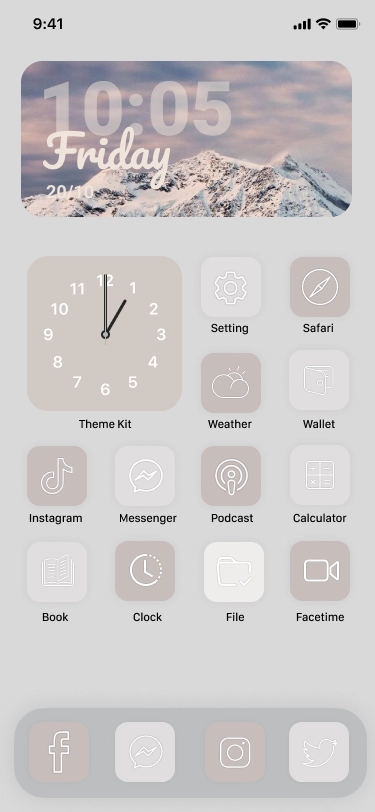 9:41
10:05
Friday
20/10
12
11
1
10
2
9
3
8
4
7
5
6
Setting
Safari
Theme Kit
Weather
Wallet
Instagram
Messenger
Podcast
Calculator
Book
Clock
File
Facetime